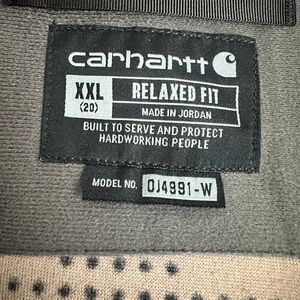 carhartt
XXL
(20)
RELAXED FIT
MADE IN JORDAN
BUILT TO SERVE AND PROTECT
HARDWORKING PEOPLE
MODEL NO. OJ4991-W